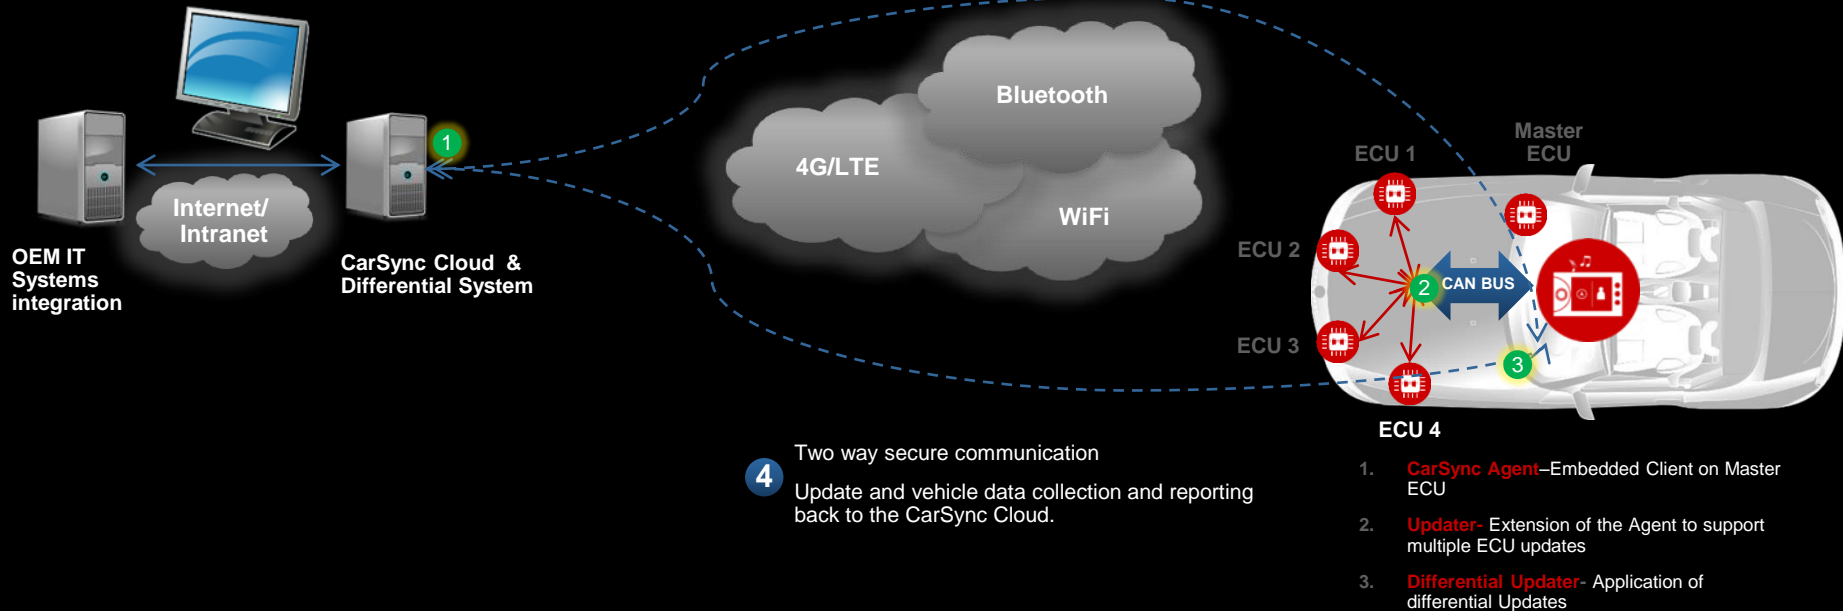 Bluetooth
4G/LTE
WiFi
1
Internet/
Intranet
OEM IT
Systems
integration
CarSync Cloud &
Differential System
Master
ECU
ECU 1
ECU 2
2
CAN BUS
ECU 3
3
ECU 4
4
Two way secure communication
Update and vehicle data collection and reporting
back to the CarSync Cloud.
1. CarSync Agent–Embedded Client on Master
ECU
2. Updater- Extension of the Agent to support
multiple ECU updates
3. Differential Updater- Application of
differential Updates